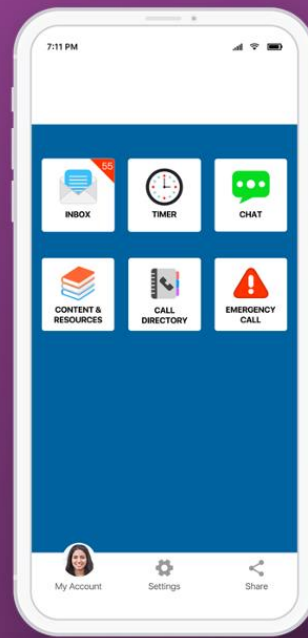 7:11 PM
55
INBOX
TIMER
CHAT
CONTENT &
RESOURCES
CALL
DIRECTORY
EMERGENCY
CALL
My Account
Settings
Share